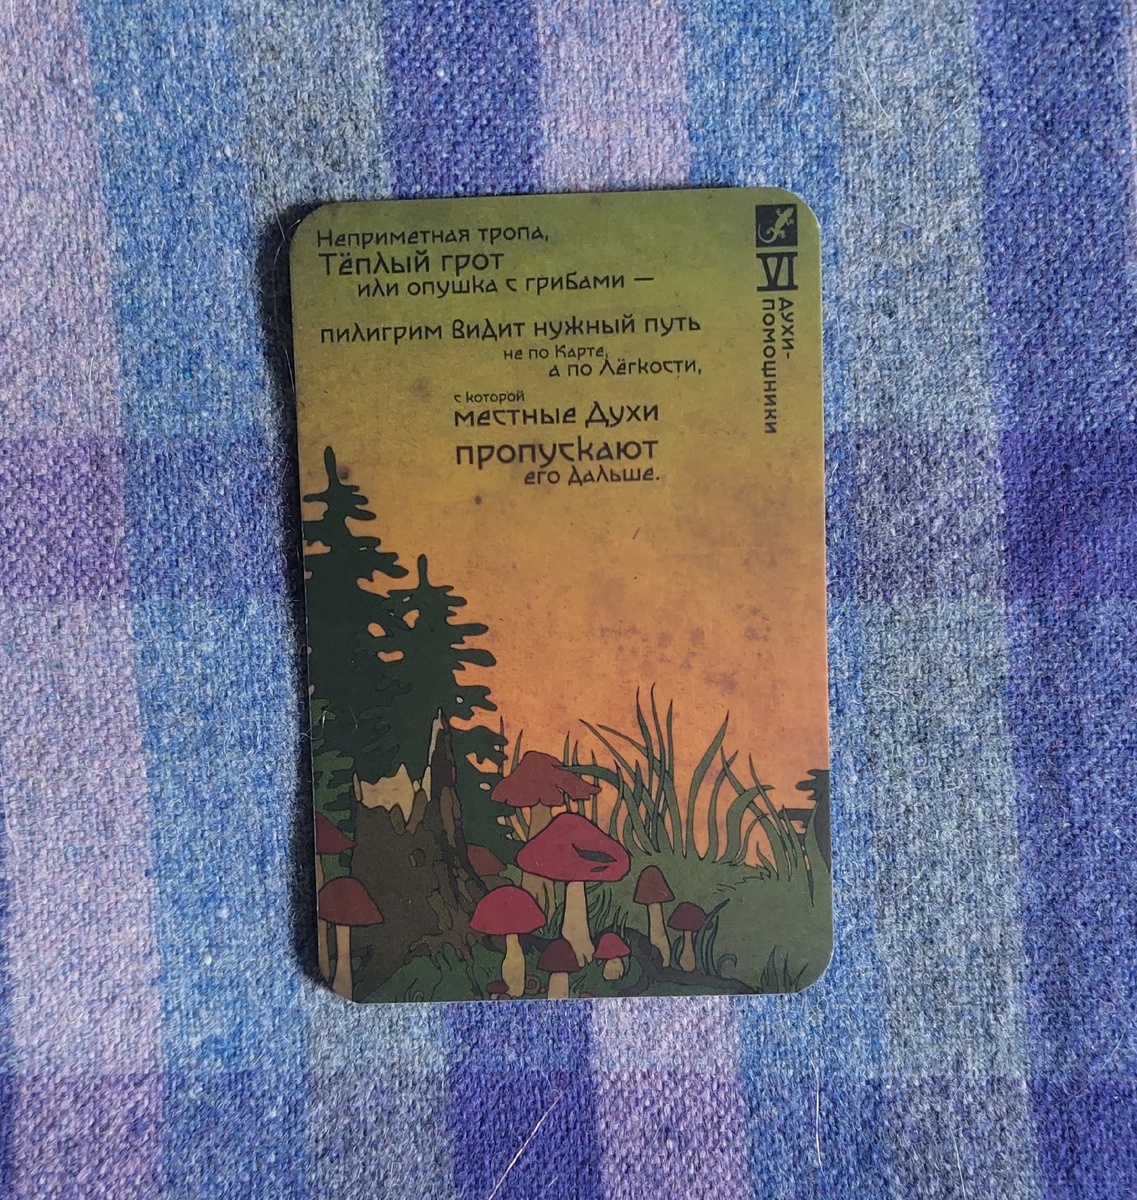 Неприметная тропа,
Тёплый грот
или опушка с грибами —
пилигрим видит нужный путь
не по Карте,
а по Лёгкости,
с которой
местные Духи
пропускают
его дальше.
VI
ДУХИ-
ПОМОЩНИКИ